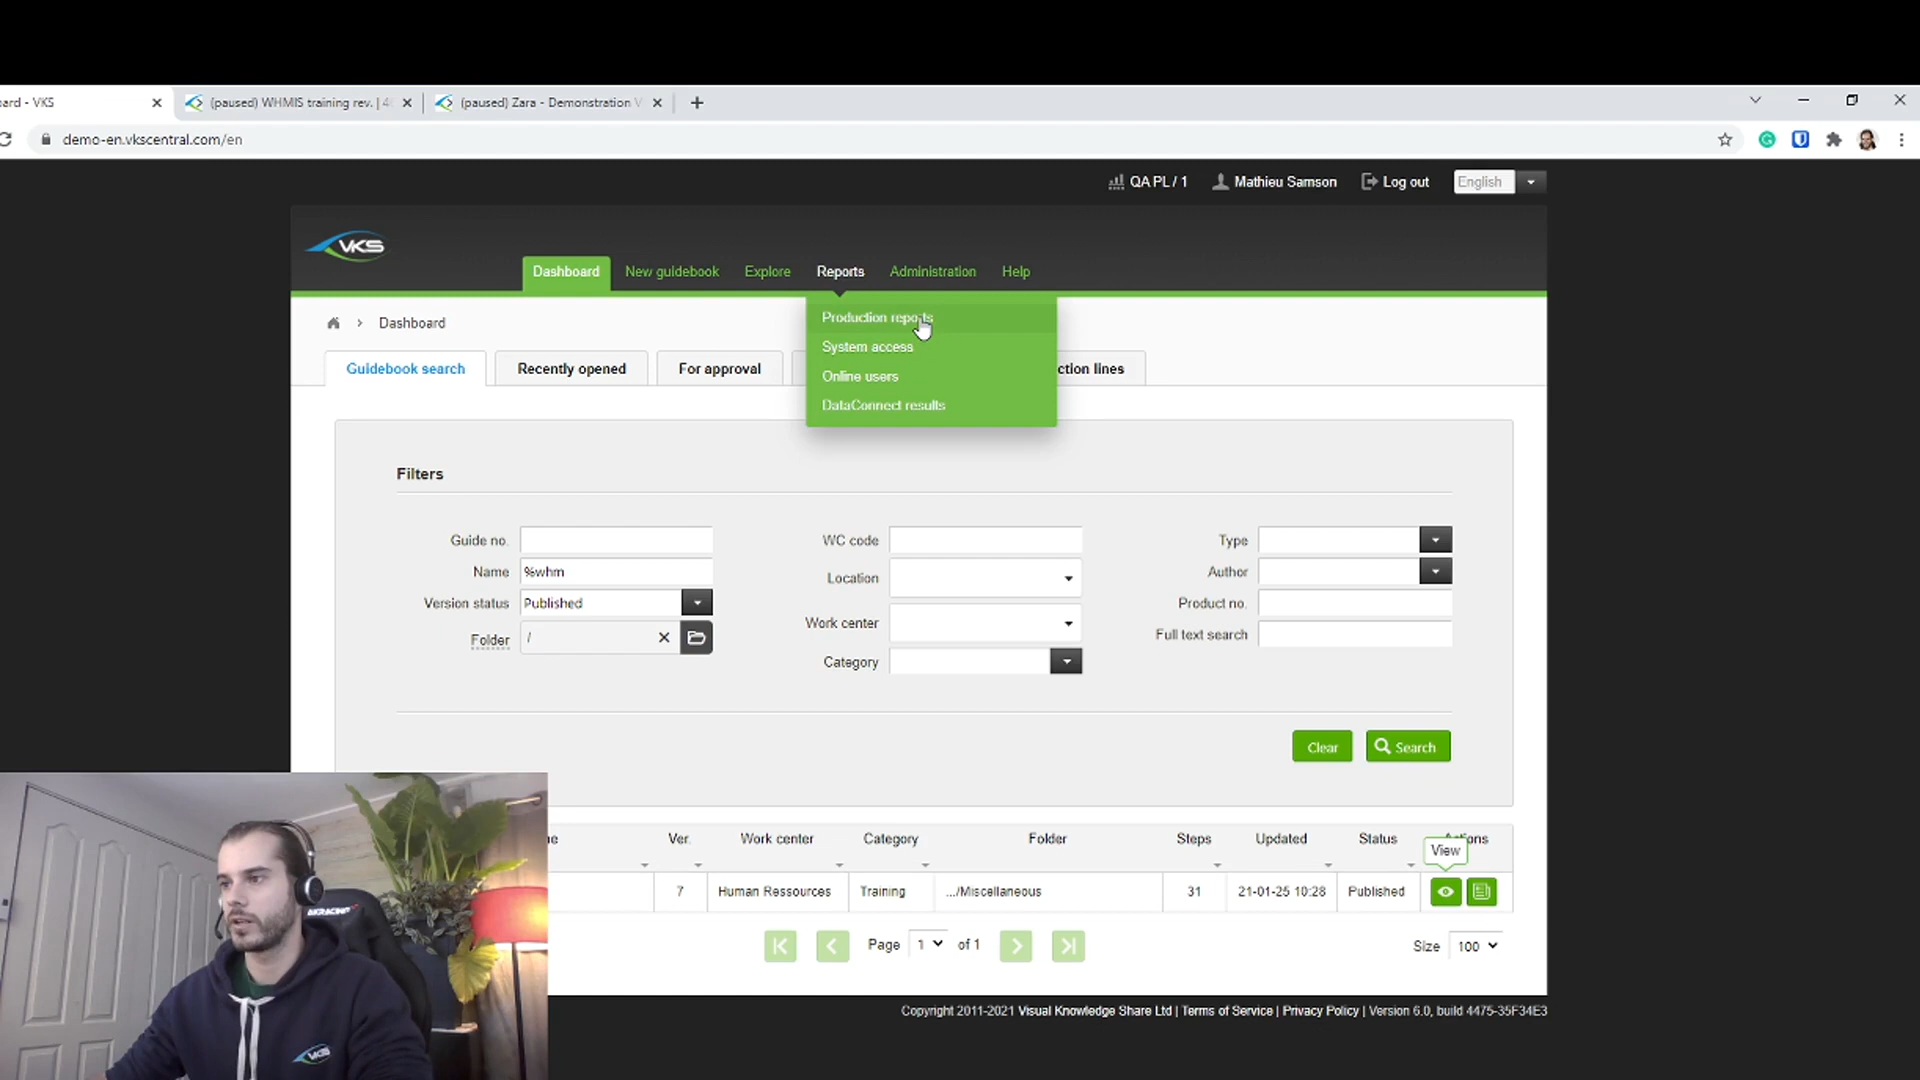 ard - VKS
(paused) WHMIS training rev. | 4
(paused) Zara - Demonstration V
demo-en.vkscentral.com/en
QA PL / 1
Mathieu Samson
Log out
English
VKS
Dashboard
New guidebook
Explore
Reports
Administration
Help
Production reports
System access
Online users
DataConnect results
Dashboard
Guidebook search
Recently opened
For approval
ction lines
Filters
Guide no.
Name
%whm
Version status
Published
Folder
/
WC code
Location
Work center
Category
Type
Author
Product no.
Full text search
Clear
Search
Ver.
Work center
Category
Folder
Steps
Updated
Status
View
7
Human Ressources
Training
.../Miscellaneous
31
21-01-25 10:28
Published
Page
1
of 1
Size
100
Copyright 2011-2021 Visual Knowledge Share Ltd | Terms of Service | Privacy Policy | Version 6.0, build 4475-35F34E3
AKRACING
VKS